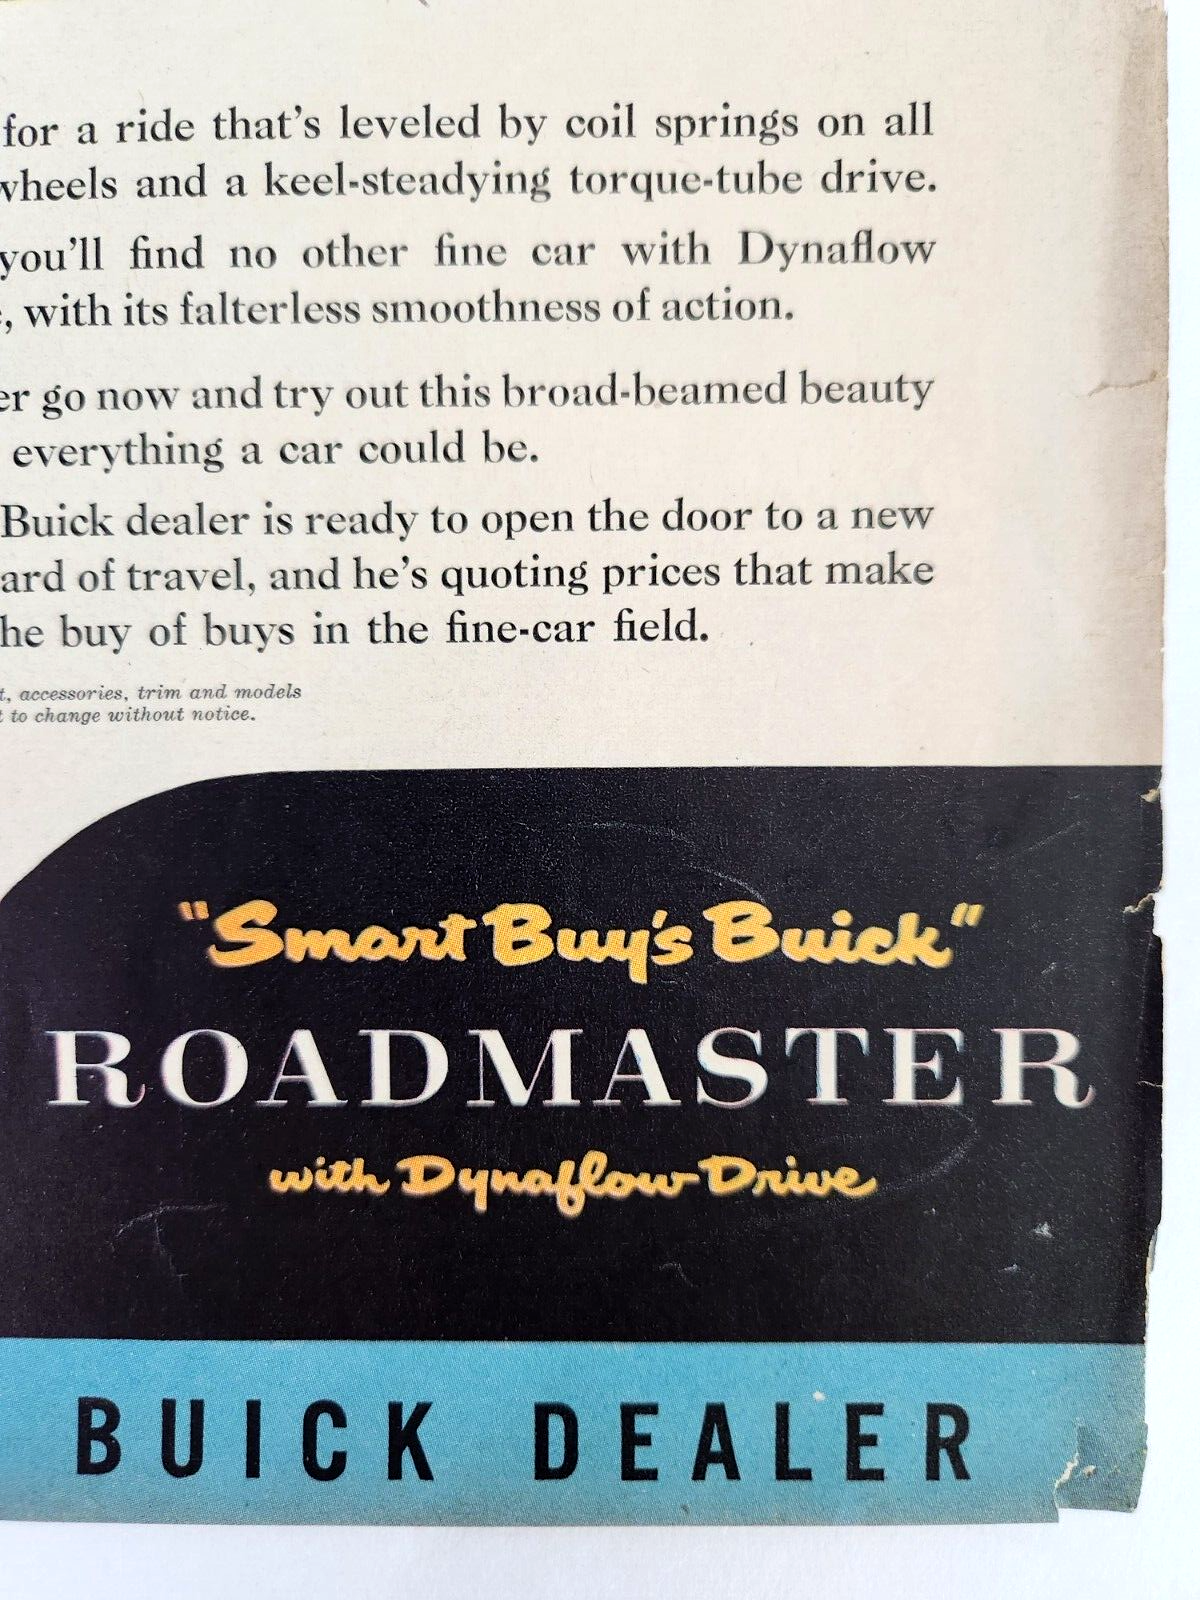 for a ride that's leveled by coil springs on all
wheels and a keel-steadying torque-tube drive.
you'll find no other fine car with Dynaflow
, with its falterless smoothness of action.
er go now and try out this broad-beamed beauty
everything a car could be.
Buick dealer is ready to open the door to a new
ard of travel, and he's quoting prices that make
he buy of buys in the fine-car field.
t, accessories, trim and models
t to change without notice.
"Smart Buy's Buick"
ROADMASTER
with Dynaflow Drive
BUICK DEALER